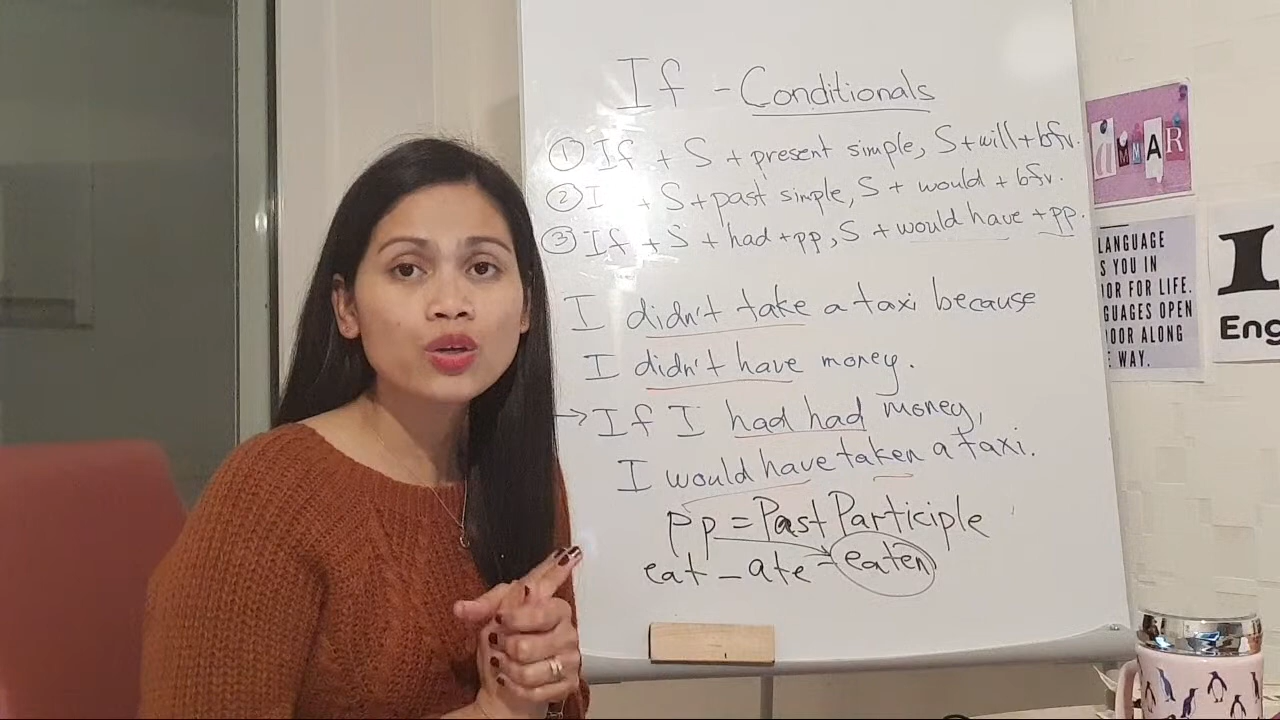 If - Conditionals
① If + S + present simple, S + will + bfv.
② I + S + past simple, S + would + bfv.
③ If + S + had + pp, S + would have + pp.
I didn't take a taxi because
I didn't have money.
→ If I had had money,
I would have taken a taxi.
pp = Past Participle
eat - ate - eaten
GRAMMAR
LANGUAGE
S YOU IN
OR FOR LIFE.
GUAGES OPEN
OOR ALONG
E WAY.
I
Eng